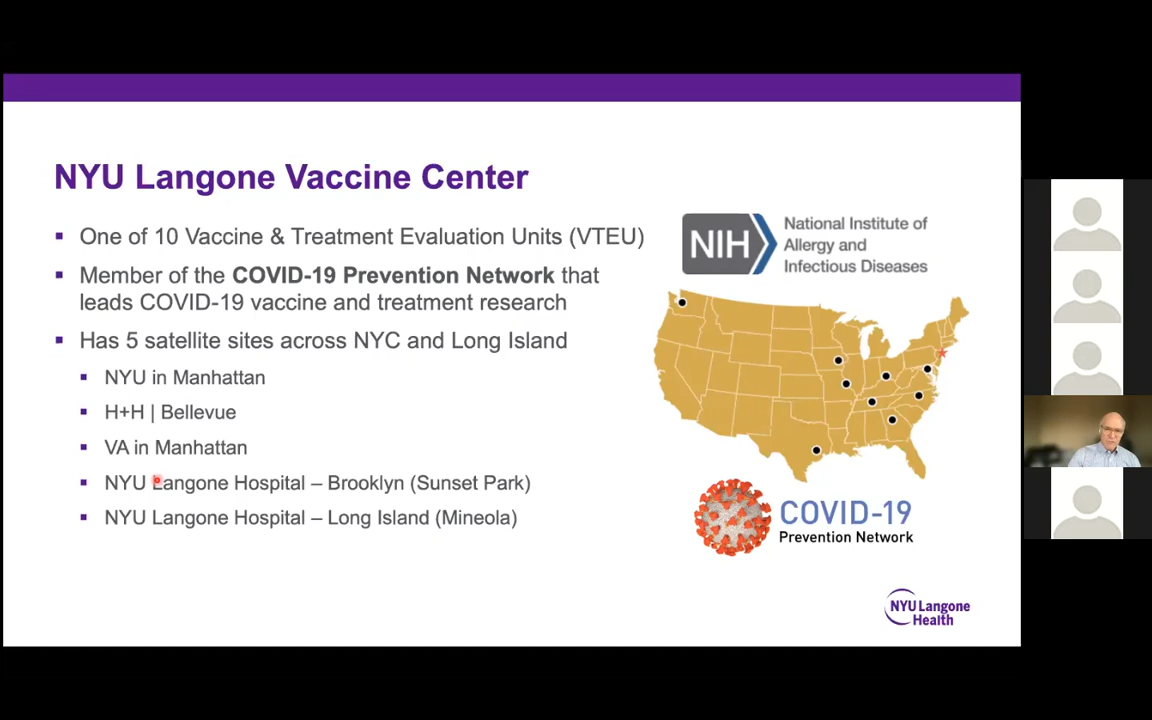 NYU Langone Vaccine Center
▪ One of 10 Vaccine & Treatment Evaluation Units (VTEU)
▪ Member of the COVID-19 Prevention Network that
leads COVID-19 vaccine and treatment research
▪ Has 5 satellite sites across NYC and Long Island
▪ NYU in Manhattan
▪ H+H | Bellevue
▪ VA in Manhattan
▪ NYU Langone Hospital – Brooklyn (Sunset Park)
▪ NYU Langone Hospital – Long Island (Mineola)
NIH
National Institute of
Allergy and
Infectious Diseases
COVID-19
Prevention Network
NYU Langone
Health